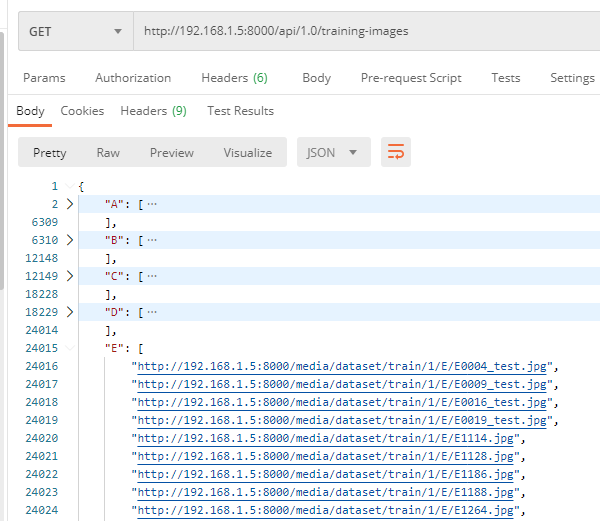 GET http://192.168.1.5:8000/api/1.0/training-images
Params Authorization Headers (6) Body Pre-request Script Tests Settings
Body Cookies Headers (9) Test Results
Pretty Raw Preview Visualize JSON
1 {
2 "A": [ ···
6309 ],
6310 "B": [ ···
12148 ],
12149 "C": [ ···
18228 ],
18229 "D": [ ···
24014 ],
24015 "E": [
24016 "http://192.168.1.5:8000/media/dataset/train/1/E/E0004_test.jpg",
24017 "http://192.168.1.5:8000/media/dataset/train/1/E/E0009_test.jpg",
24018 "http://192.168.1.5:8000/media/dataset/train/1/E/E0016_test.jpg",
24019 "http://192.168.1.5:8000/media/dataset/train/1/E/E0019_test.jpg",
24020 "http://192.168.1.5:8000/media/dataset/train/1/E/E1114.jpg",
24021 "http://192.168.1.5:8000/media/dataset/train/1/E/E1128.jpg",
24022 "http://192.168.1.5:8000/media/dataset/train/1/E/E1186.jpg",
24023 "http://192.168.1.5:8000/media/dataset/train/1/E/E1188.jpg",
24024 "http://192.168.1.5:8000/media/dataset/train/1/E/E1264.jpg",